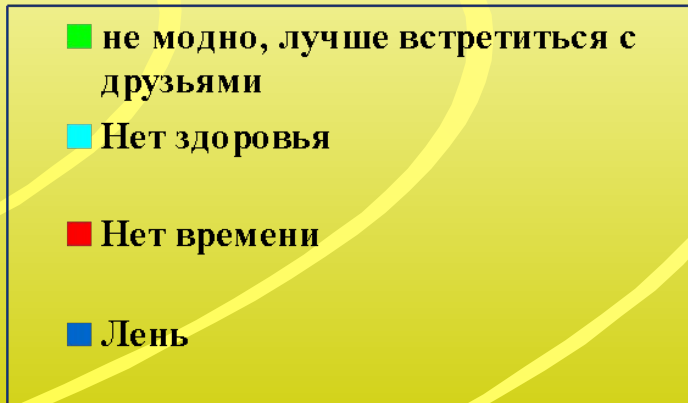 не модно, лучше встретиться с
друзьями
Нет здоровья
Нет времени
Лень